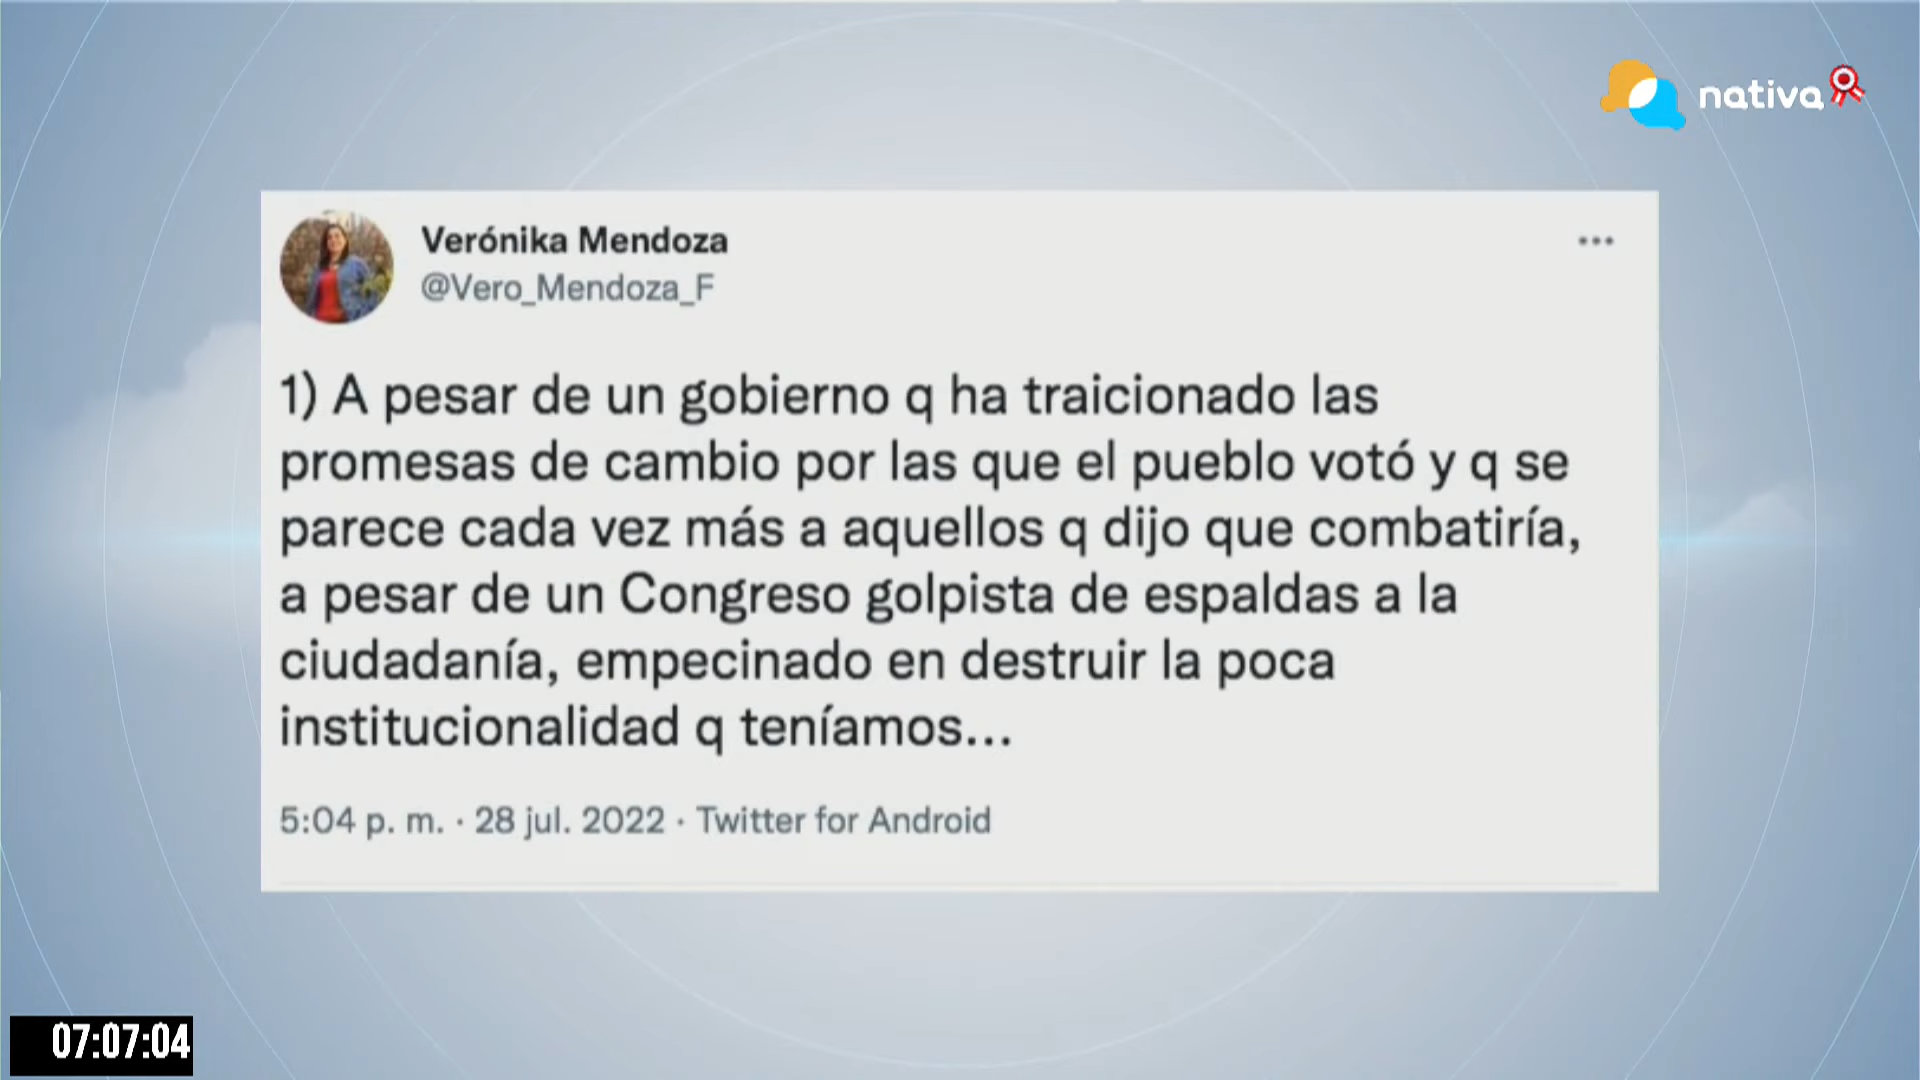 nativa
Verónika Mendoza
@Vero_Mendoza_F
1) A pesar de un gobierno q ha traicionado las
promesas de cambio por las que el pueblo votó y q se
parece cada vez más a aquellos q dijo que combatiría,
a pesar de un Congreso golpista de espaldas a la
ciudadanía, empecinado en destruir la poca
institucionalidad q teníamos...
5:04 p. m. · 28 jul. 2022 · Twitter for Android
07:07:04